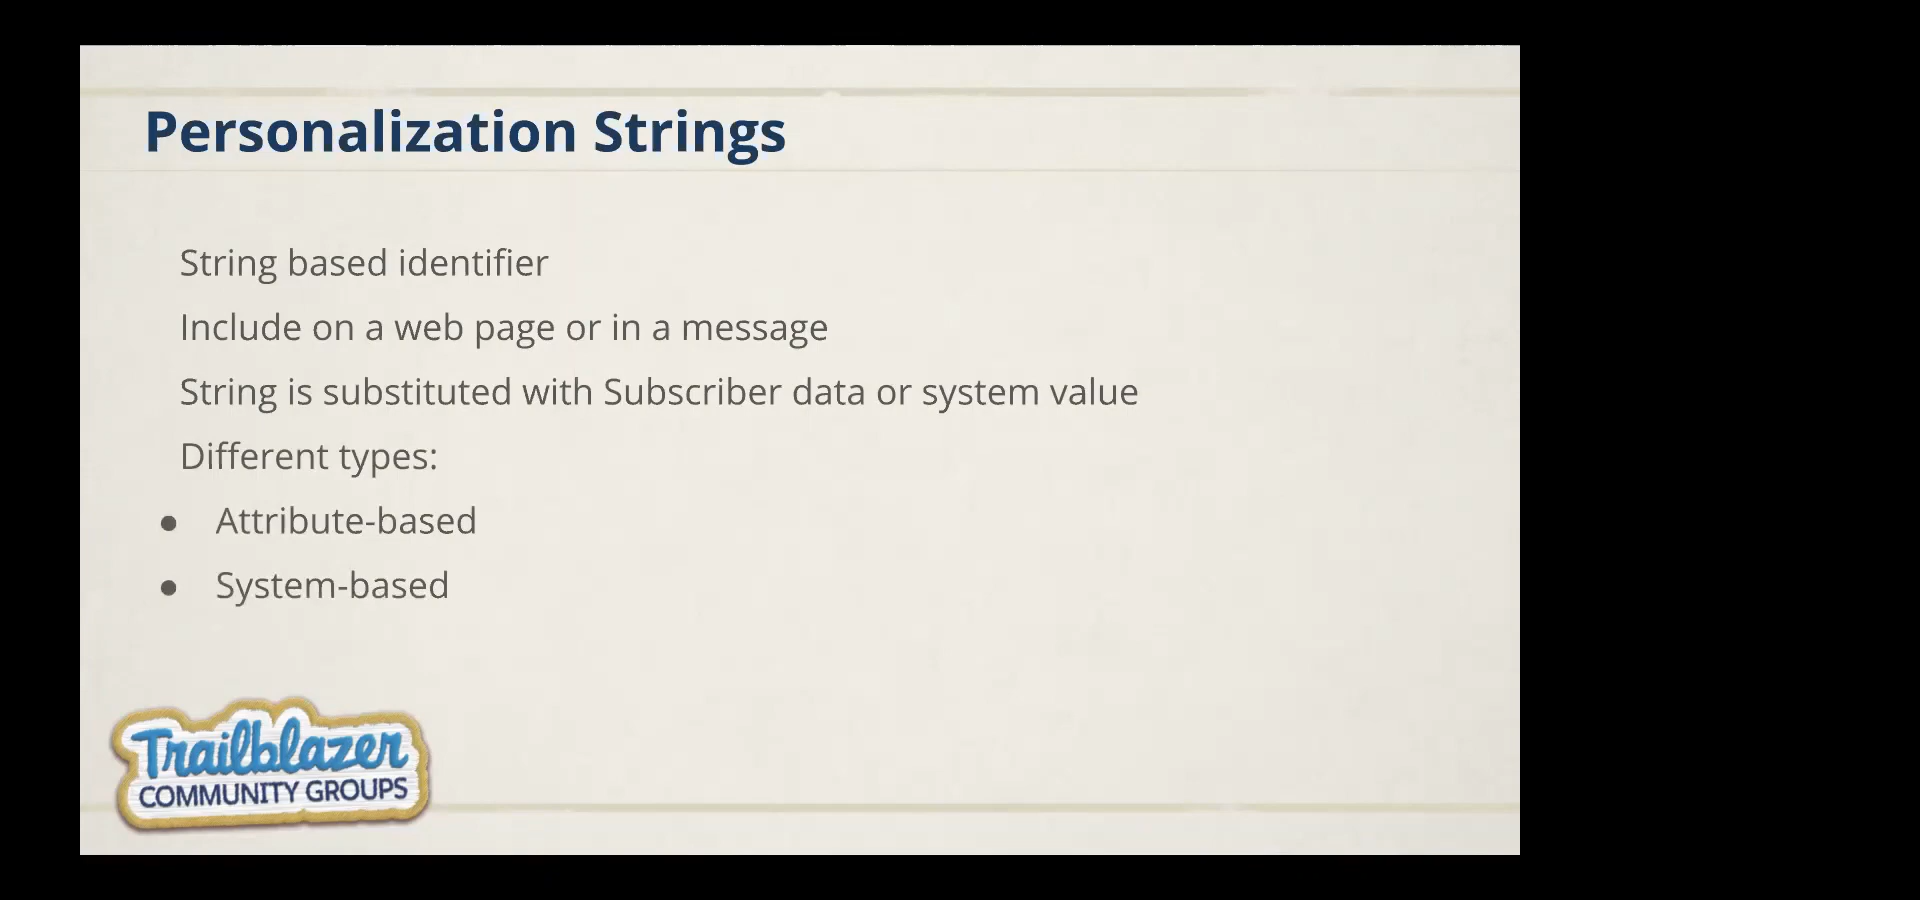 Personalization Strings
String based identifier
Include on a web page or in a message
String is substituted with Subscriber data or system value
Different types:
● Attribute-based
● System-based
Trailblazer
COMMUNITY GROUPS